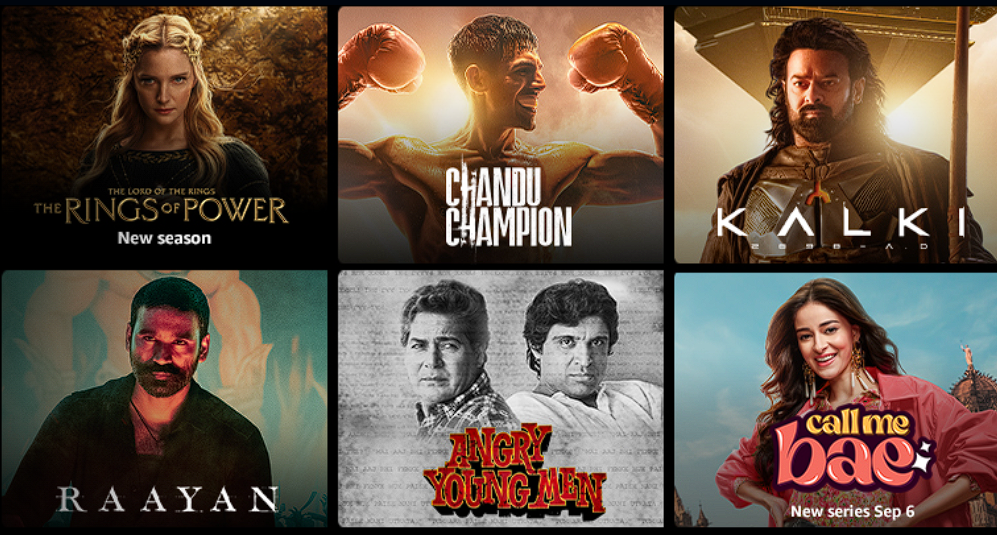 THE LORD OF THE RINGS
THE RINGS OF POWER
New season
CHANDU
CHAMPION
KALKI
2898-A.D
RAAYAN
ANGRY
YOUNG MEN
call me
bae
New series Sep 6